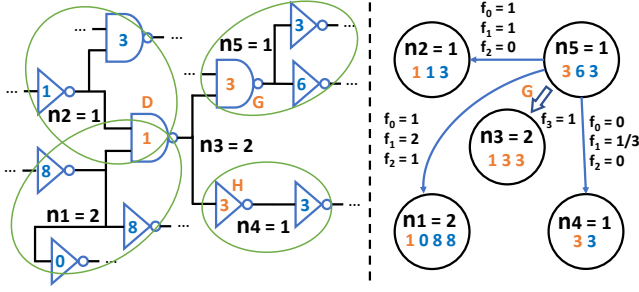 ... 3 ...
n5 = 1
3
...
... 3 6 ...
G
... 1
n2 = 1
D
1
n3 = 2
... 8
n1 = 2
8 ...
0 ...
3 H 3 ...
n4 = 1
f0 = 1
f1 = 1
f2 = 0
n2 = 1
1 1 3
n5 = 1
3 6 3
G
f3 = 1
f0 = 1
f1 = 2
f2 = 1
n3 = 2
1 3 3
f0 = 0
f1 = 1/3
f2 = 0
n1 = 2
1 0 8 8
n4 = 1
3 3